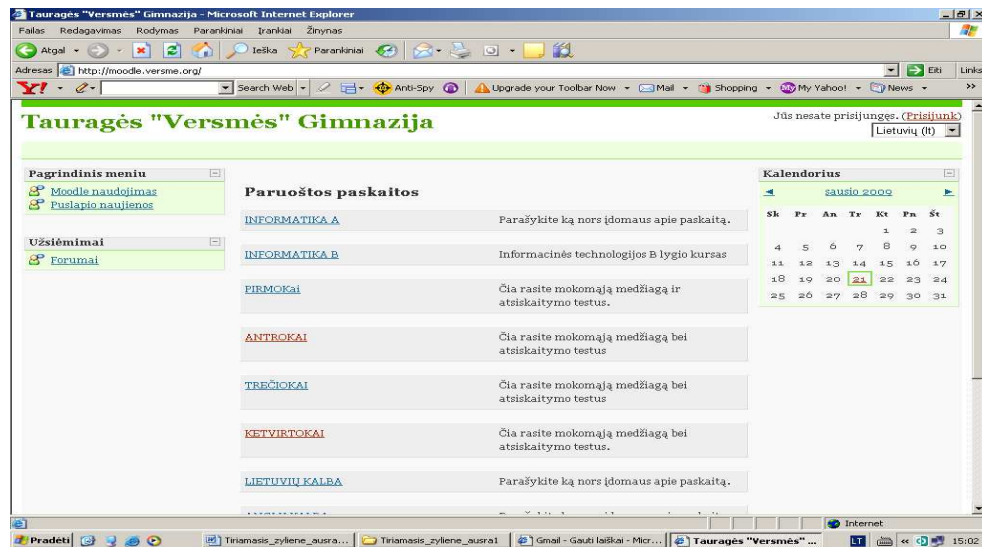 Tauragės "Versmės" Gimnazija - Microsoft Internet Explorer
Failas Redagavimas Rodymas Parankiniai Įrankiai Žinynas
Atgal Ieška Parankiniai
Adresas http://moodle.versme.org/ Eiti Links
Y! Search Web Anti-Spy Upgrade your Toolbar Now Mail Shopping My Yahoo! News
Tauragės "Versmės" Gimnazija
Jūs nesate prisijungęs. (Prisijunk)
Lietuvių (lt)
Pagrindinis meniu
Moodle naudojimas
Puslapio naujienos
Užsiėmimai
Forumai
Paruoštos paskaitos
INFORMATIKA A Parašykite ką nors įdomaus apie paskaitą.
INFORMATIKA B Informacinės technologijos B lygio kursas
PIRMOKai Čia rasite mokomąją medžiagą ir
atsiskaitymo testus.
ANTROKAI Čia rasite mokomąją medžiagą bei
atsiskaitymo testus
TREČIOKAI Čia rasite mokomąją medžiagą bei
atsiskaitymo testus
KETVIRTOKAI Čia rasite mokomąją medžiagą bei
atsiskaitymo testus.
LIETUVIŲ KALBA Parašykite ką nors įdomaus apie paskaitą.
Kalendorius
sausio 2009
Sk Pr An Tr Kt Pn Št
1 2 3
4 5 6 7 8 9 10
11 12 13 14 15 16 17
18 19 20 21 22 23 24
25 26 27 28 29 30 31
Internet
Pradėti Tiriamasis_zyliene_ausra... Tiriamasis_zyliene_ausra1 Gmail - Gauti laiškai - Micr... Tauragės "Versmės" ... LT 15:02